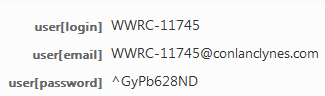 user[login] WWRC-11745
user[email] WWRC-11745@conlanclynes.com
user[password] ^GyPb628ND